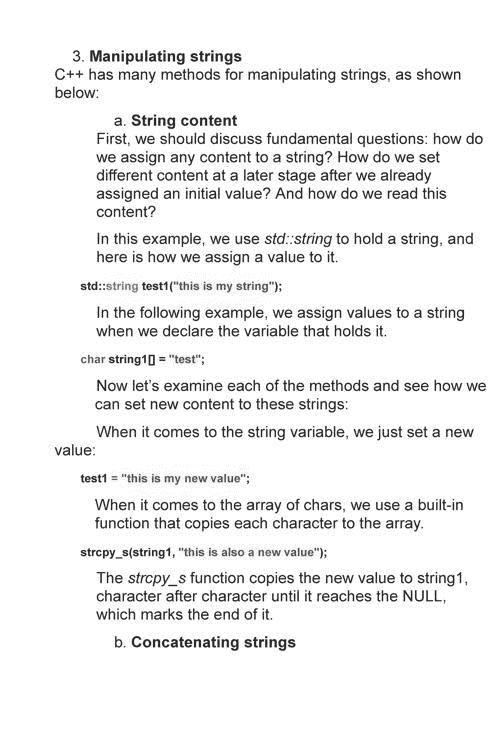 3. Manipulating strings
C++ has many methods for manipulating strings, as shown
below:
a. String content
First, we should discuss fundamental questions: how do
we assign any content to a string? How do we set
different content at a later stage after we already
assigned an initial value? And how do we read this
content?
In this example, we use std::string to hold a string, and
here is how we assign a value to it.
std::string test1("this is my string");
In the following example, we assign values to a string
when we declare the variable that holds it.
char string1[] = "test";
Now let’s examine each of the methods and see how we
can set new content to these strings:
When it comes to the string variable, we just set a new
value:
test1 = "this is my new value";
When it comes to the array of chars, we use a built-in
function that copies each character to the array.
strcpy_s(string1, "this is also a new value");
The strcpy_s function copies the new value to string1,
character after character until it reaches the NULL,
which marks the end of it.
b. Concatenating strings